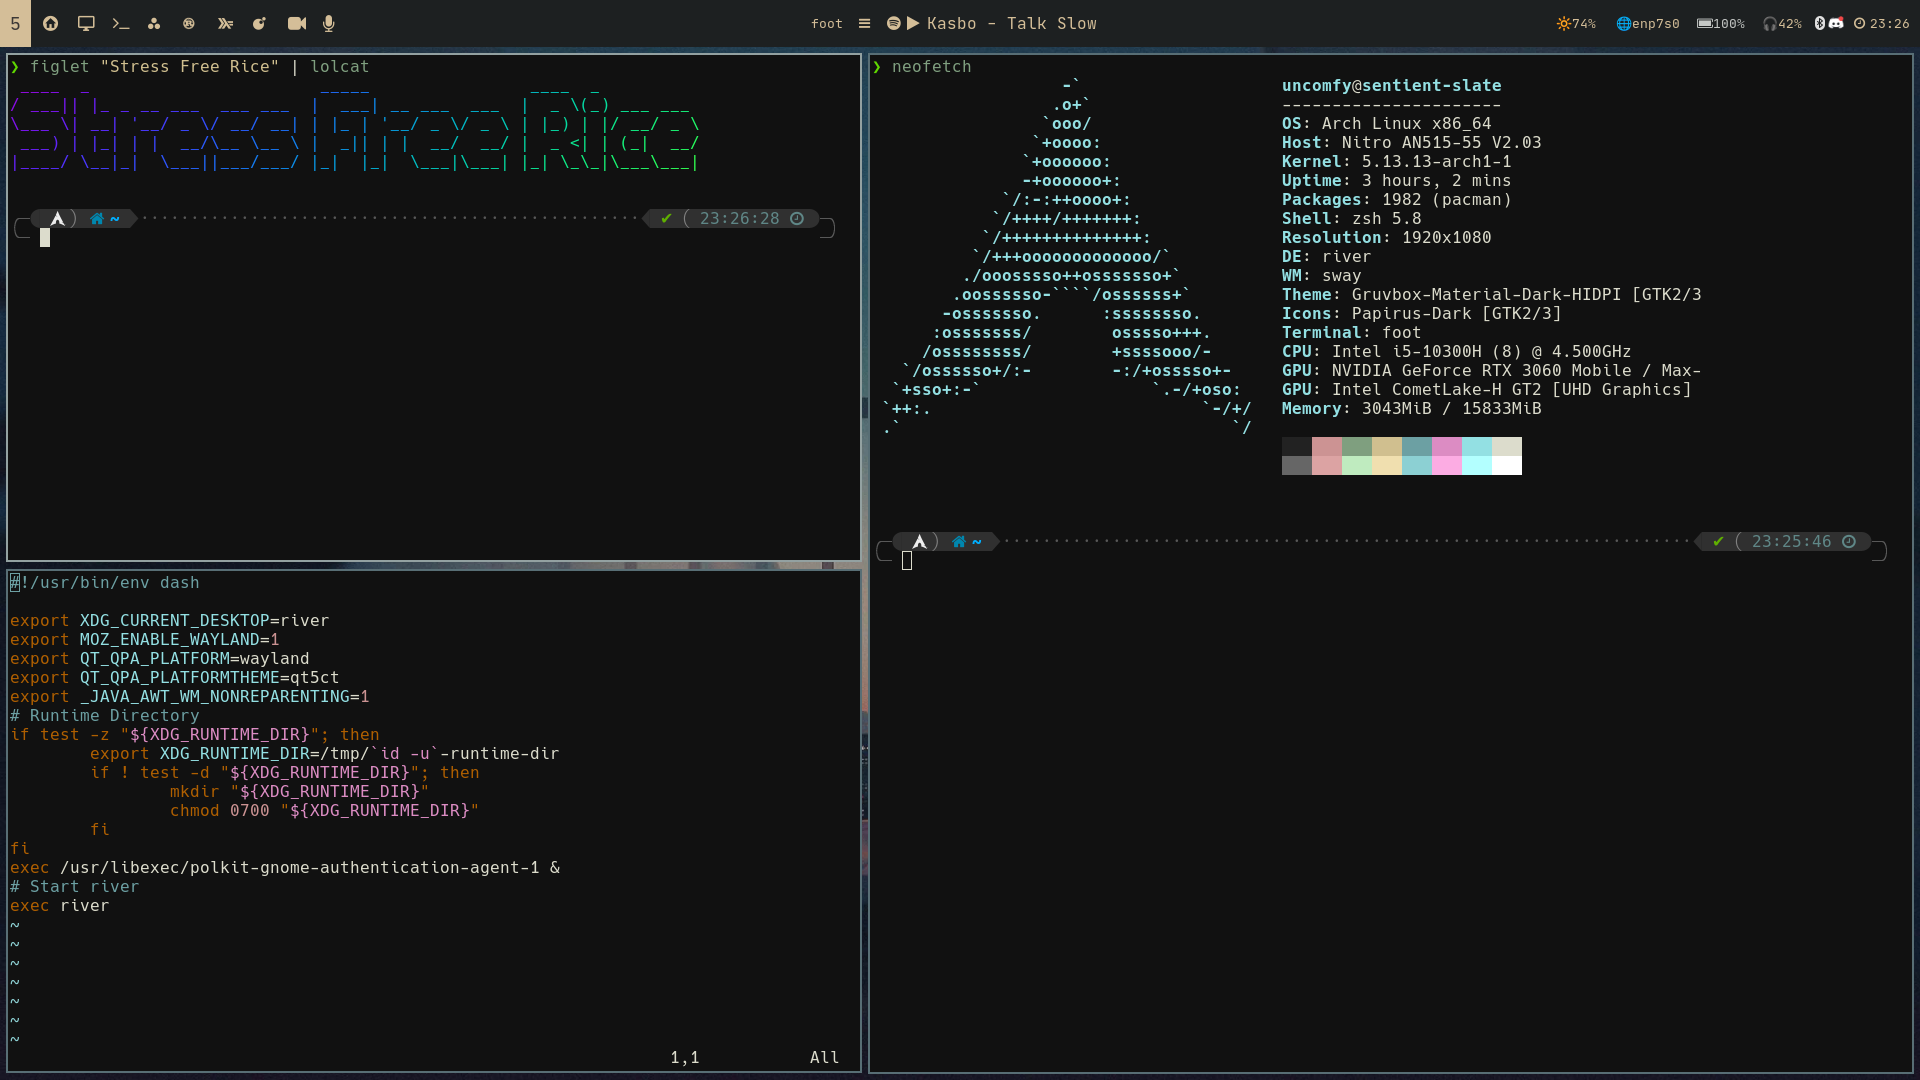 5 foot Kasbo - Talk Slow 74% enp7s0 100% 42% 23:26
❯ figlet "Stress Free Rice" | lolcat
Stress Free Rice
~ 23:26:28
#!/usr/bin/env dash
export XDG_CURRENT_DESKTOP=river
export MOZ_ENABLE_WAYLAND=1
export QT_QPA_PLATFORM=wayland
export QT_QPA_PLATFORMTHEME=qt5ct
export _JAVA_AWT_WM_NONREPARENTING=1
# Runtime Directory
if test -z "${XDG_RUNTIME_DIR}"; then
export XDG_RUNTIME_DIR=/tmp/`id -u`-runtime-dir
if ! test -d "${XDG_RUNTIME_DIR}"; then
mkdir "${XDG_RUNTIME_DIR}"
chmod 0700 "${XDG_RUNTIME_DIR}"
fi
fi
exec /usr/libexec/polkit-gnome-authentication-agent-1 &
# Start river
exec river
~
~
~
~
~
~
~
1,1 All
❯ neofetch
uncomfy@sentient-slate
----------------------
OS: Arch Linux x86_64
Host: Nitro AN515-55 V2.03
Kernel: 5.13.13-arch1-1
Uptime: 3 hours, 2 mins
Packages: 1982 (pacman)
Shell: zsh 5.8
Resolution: 1920x1080
DE: river
WM: sway
Theme: Gruvbox-Material-Dark-HIDPI [GTK2/3
Icons: Papirus-Dark [GTK2/3]
Terminal: foot
CPU: Intel i5-10300H (8) @ 4.500GHz
GPU: NVIDIA GeForce RTX 3060 Mobile / Max-
GPU: Intel CometLake-H GT2 [UHD Graphics]
Memory: 3043MiB / 15833MiB
~ 23:25:46